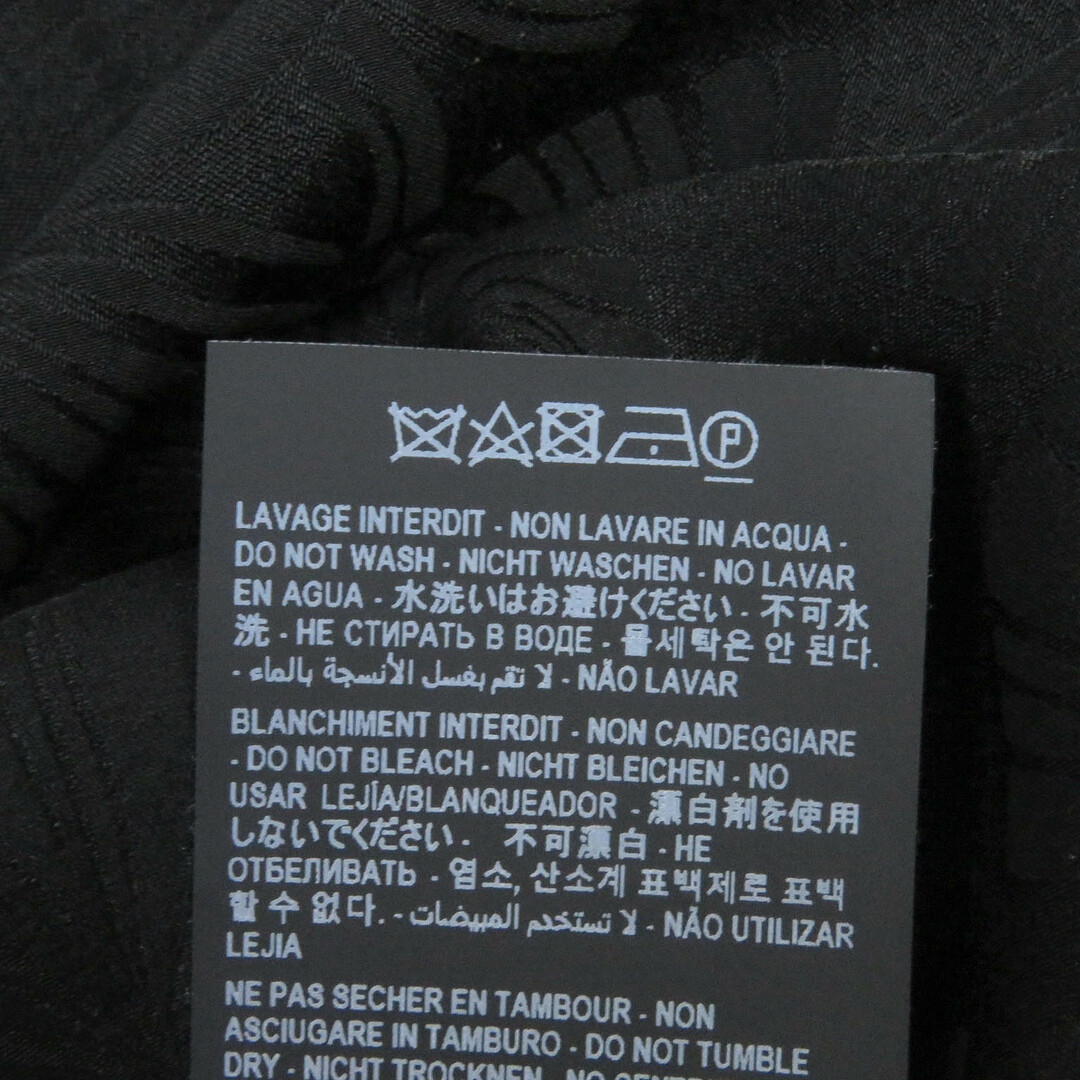 P
LAVAGE INTERDIT - NON LAVARE IN ACQUA -
DO NOT WASH - NICHT WASCHEN - NO LAVAR
EN AGUA - 水洗いはお避けください - 不可水
洗 - НЕ СТИРАТЬ В ВОДЕ - 물세탁은 안 된다.
- لا تقم بغسل الأنسجة بالماء - NÃO LAVAR
BLANCHIMENT INTERDIT - NON CANDEGGIARE
- DO NOT BLEACH - NICHT BLEICHEN - NO
USAR LEJÍA/BLANQUEADOR - 漂白剤を使用
しないでください - 不可漂白 - НЕ
ОТБЕЛИВАТЬ - 염소, 산소계 표백제로 표백
할 수 없다. - لا تستخدم المبيضات - NÃO UTILIZAR
LEJIA
NE PAS SECHER EN TAMBOUR - NON
ASCIUGARE IN TAMBURO - DO NOT TUMBLE
DRY - NICHT TROCKNEN - NO